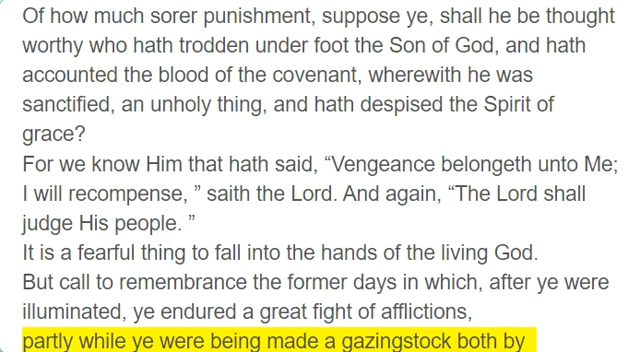 Of how much sorer punishment, suppose ye, shall he be thought
worthy who hath trodden under foot the Son of God, and hath
accounted the blood of the covenant, wherewith he was
sanctified, an unholy thing, and hath despised the Spirit of
grace?
For we know Him that hath said, “Vengeance belongeth unto Me;
I will recompense, ” saith the Lord. And again, “The Lord shall
judge His people. ”
It is a fearful thing to fall into the hands of the living God.
But call to remembrance the former days in which, after ye were
illuminated, ye endured a great fight of afflictions,
partly while ye were being made a gazingstock both by